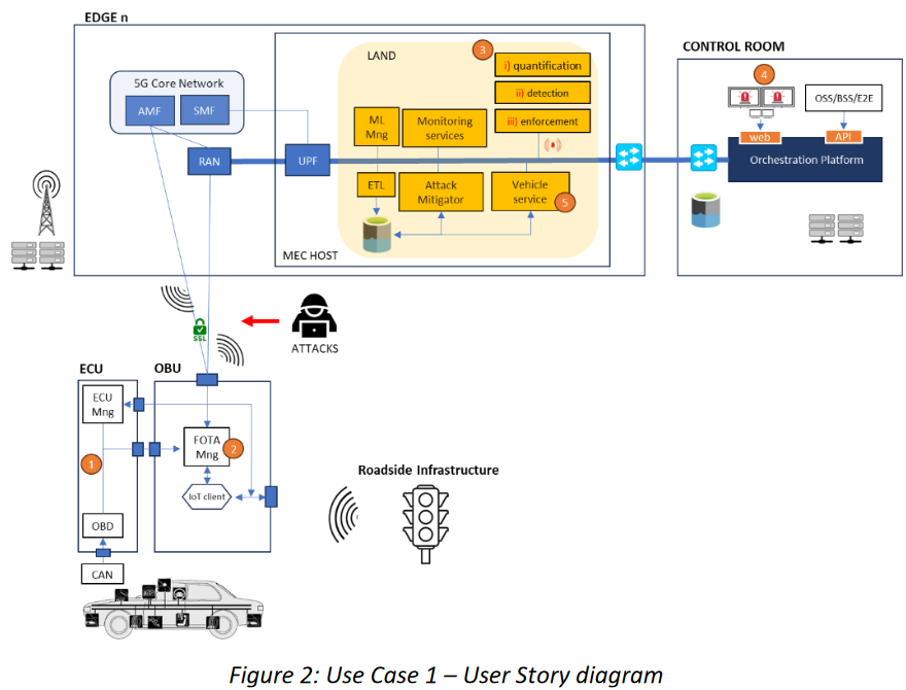 EDGE n
CONTROL ROOM
LAND
3
i) quantification
ii) detection
iii) enforcement
5G Core Network
AMF
SMF
ML
Mng
Monitoring
services
RAN
UPF
ETL
Attack
Mitigator
Vehicle
service
5
MEC HOST
4
OSS/BSS/E2E
web
API
Orchestration Platform
SSL
ATTACKS
ECU
OBU
ECU
Mng
FOTA
Mng
2
1
IoT client
OBD
CAN
Roadside Infrastructure
Figure 2: Use Case 1 – User Story diagram